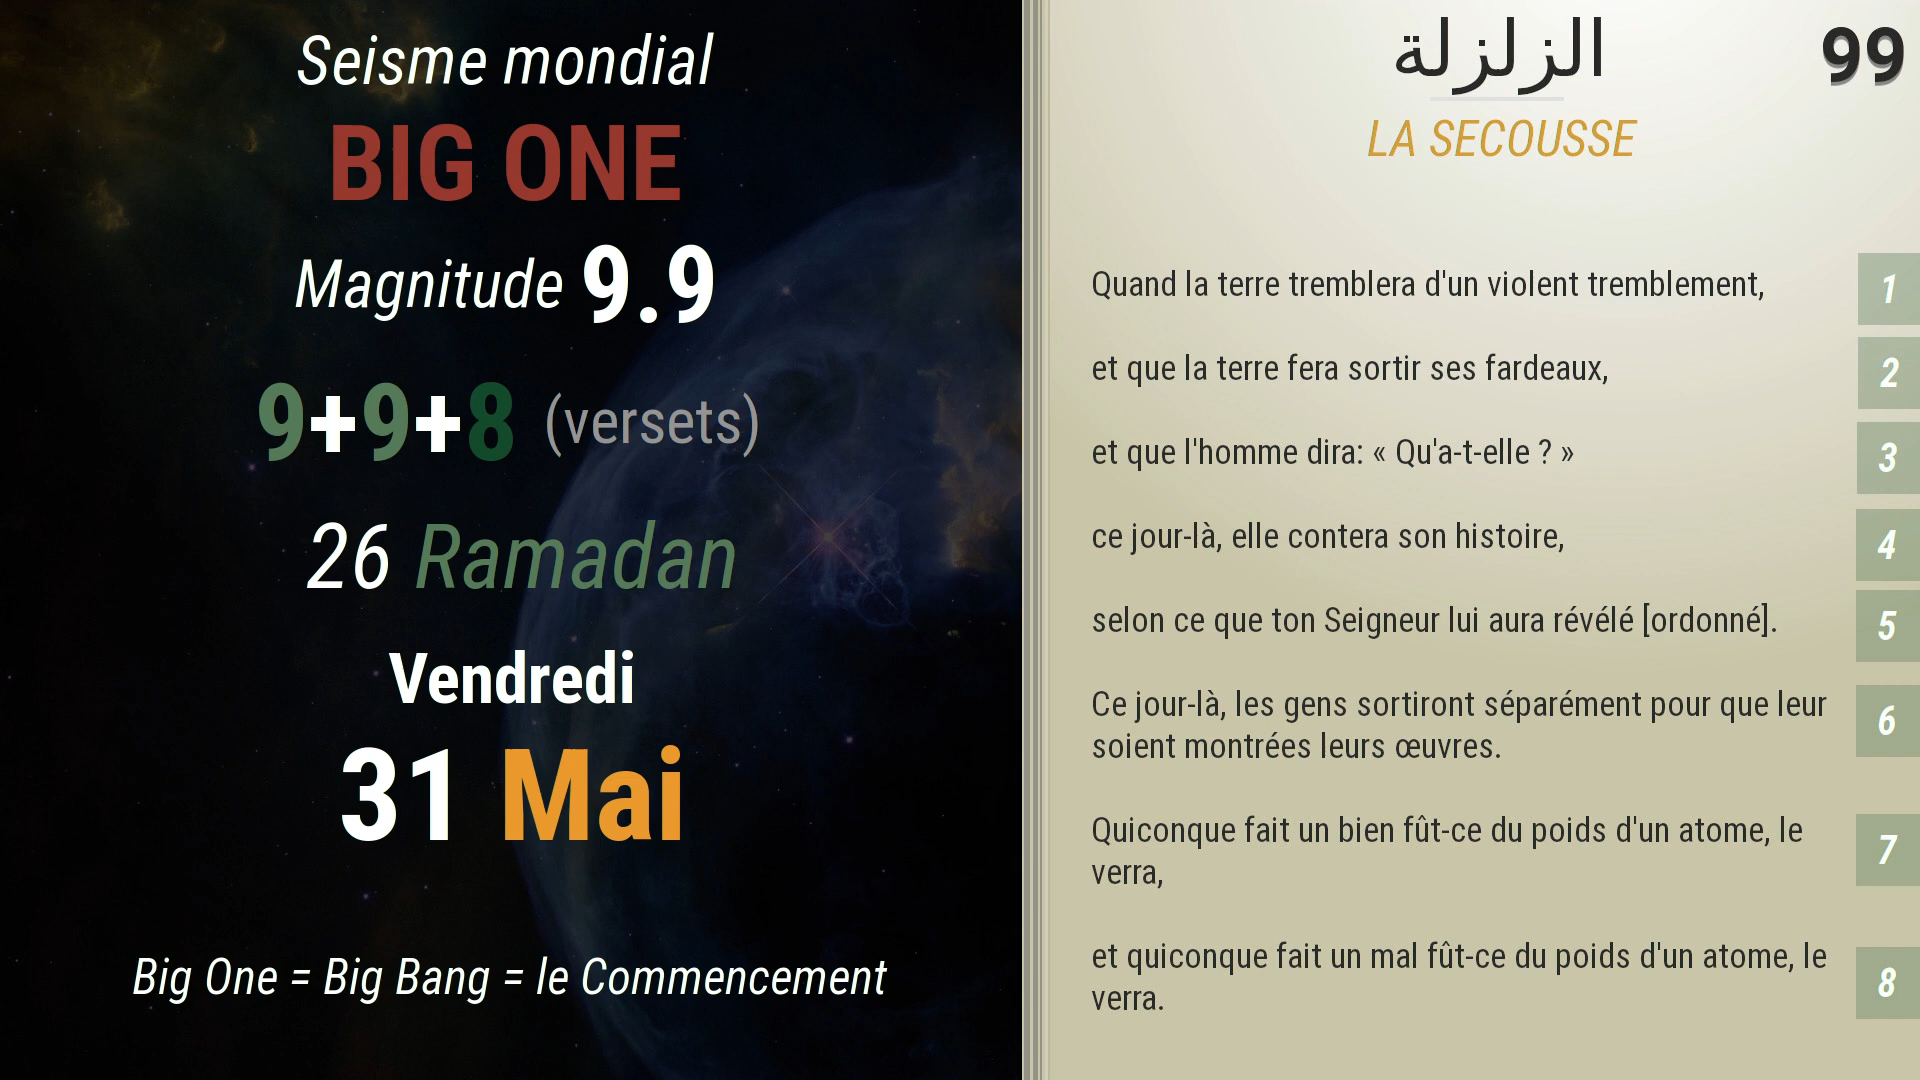 Seisme mondial
BIG ONE
Magnitude 9.9
9+9+8 (versets)
26 Ramadan
Vendredi
31 Mai
Big One = Big Bang = le Commencement
الزلزلة
99
LA SECOUSSE
Quand la terre tremblera d'un violent tremblement,
1
et que la terre fera sortir ses fardeaux,
2
et que l'homme dira: « Qu'a-t-elle ? »
3
ce jour-là, elle contera son histoire,
4
selon ce que ton Seigneur lui aura révélé [ordonné].
5
Ce jour-là, les gens sortiront séparément pour que leur
soient montrées leurs œuvres.
6
Quiconque fait un bien fût-ce du poids d'un atome, le
verra,
7
et quiconque fait un mal fût-ce du poids d'un atome, le
verra.
8